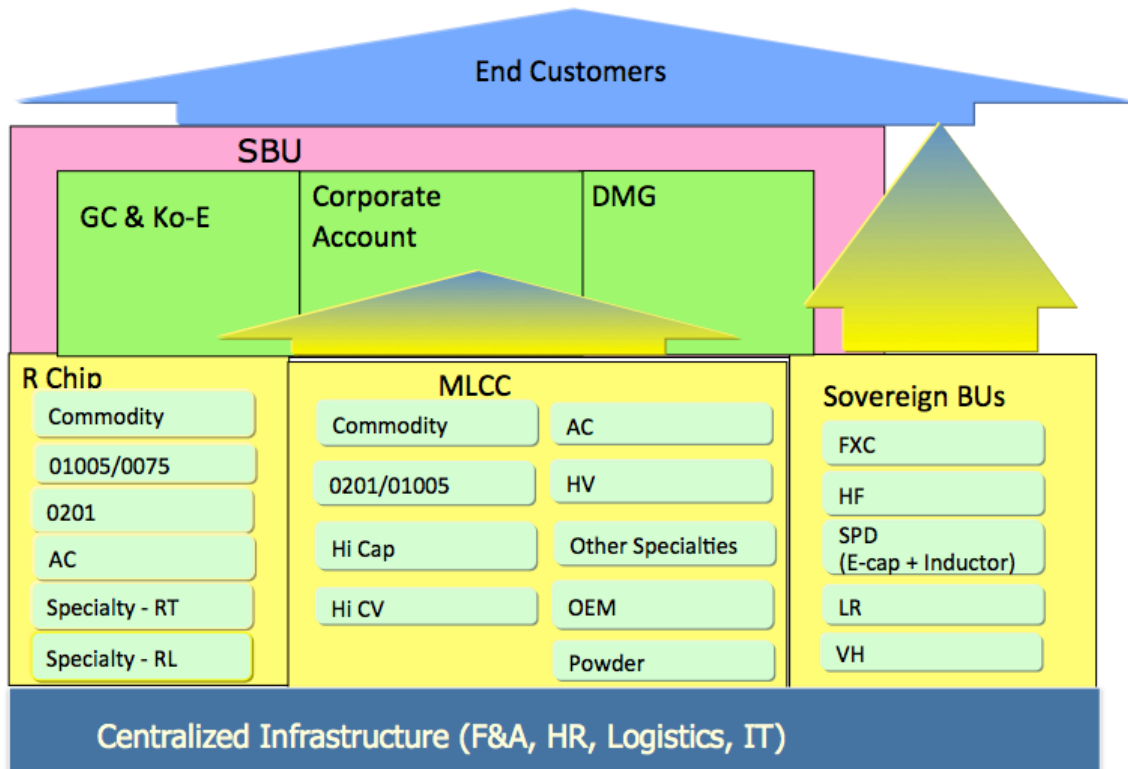 End Customers
SBU
GC & Ko-E
Corporate
Account
DMG
R Chip
Commodity
01005/0075
0201
AC
Specialty - RT
Specialty - RL
MLCC
Commodity
0201/01005
Hi Cap
Hi CV
AC
HV
Other Specialties
OEM
Powder
Sovereign BUs
FXC
HF
SPD
(E-cap + Inductor)
LR
VH
Centralized Infrastructure (F&A, HR, Logistics, IT)